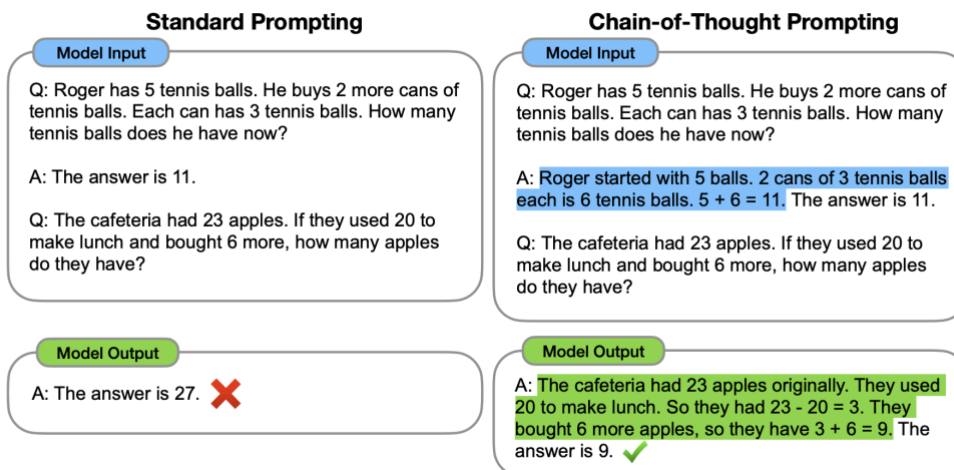 Standard Prompting
Model Input
Q: Roger has 5 tennis balls. He buys 2 more cans of
tennis balls. Each can has 3 tennis balls. How many
tennis balls does he have now?
A: The answer is 11.
Q: The cafeteria had 23 apples. If they used 20 to
make lunch and bought 6 more, how many apples
do they have?
Model Output
A: The answer is 27.
Chain-of-Thought Prompting
Model Input
Q: Roger has 5 tennis balls. He buys 2 more cans of
tennis balls. Each can has 3 tennis balls. How many
tennis balls does he have now?
A: Roger started with 5 balls. 2 cans of 3 tennis balls
each is 6 tennis balls. 5 + 6 = 11. The answer is 11.
Q: The cafeteria had 23 apples. If they used 20 to
make lunch and bought 6 more, how many apples
do they have?
Model Output
A: The cafeteria had 23 apples originally. They used
20 to make lunch. So they had 23 - 20 = 3. They
bought 6 more apples, so they have 3 + 6 = 9. The
answer is 9.